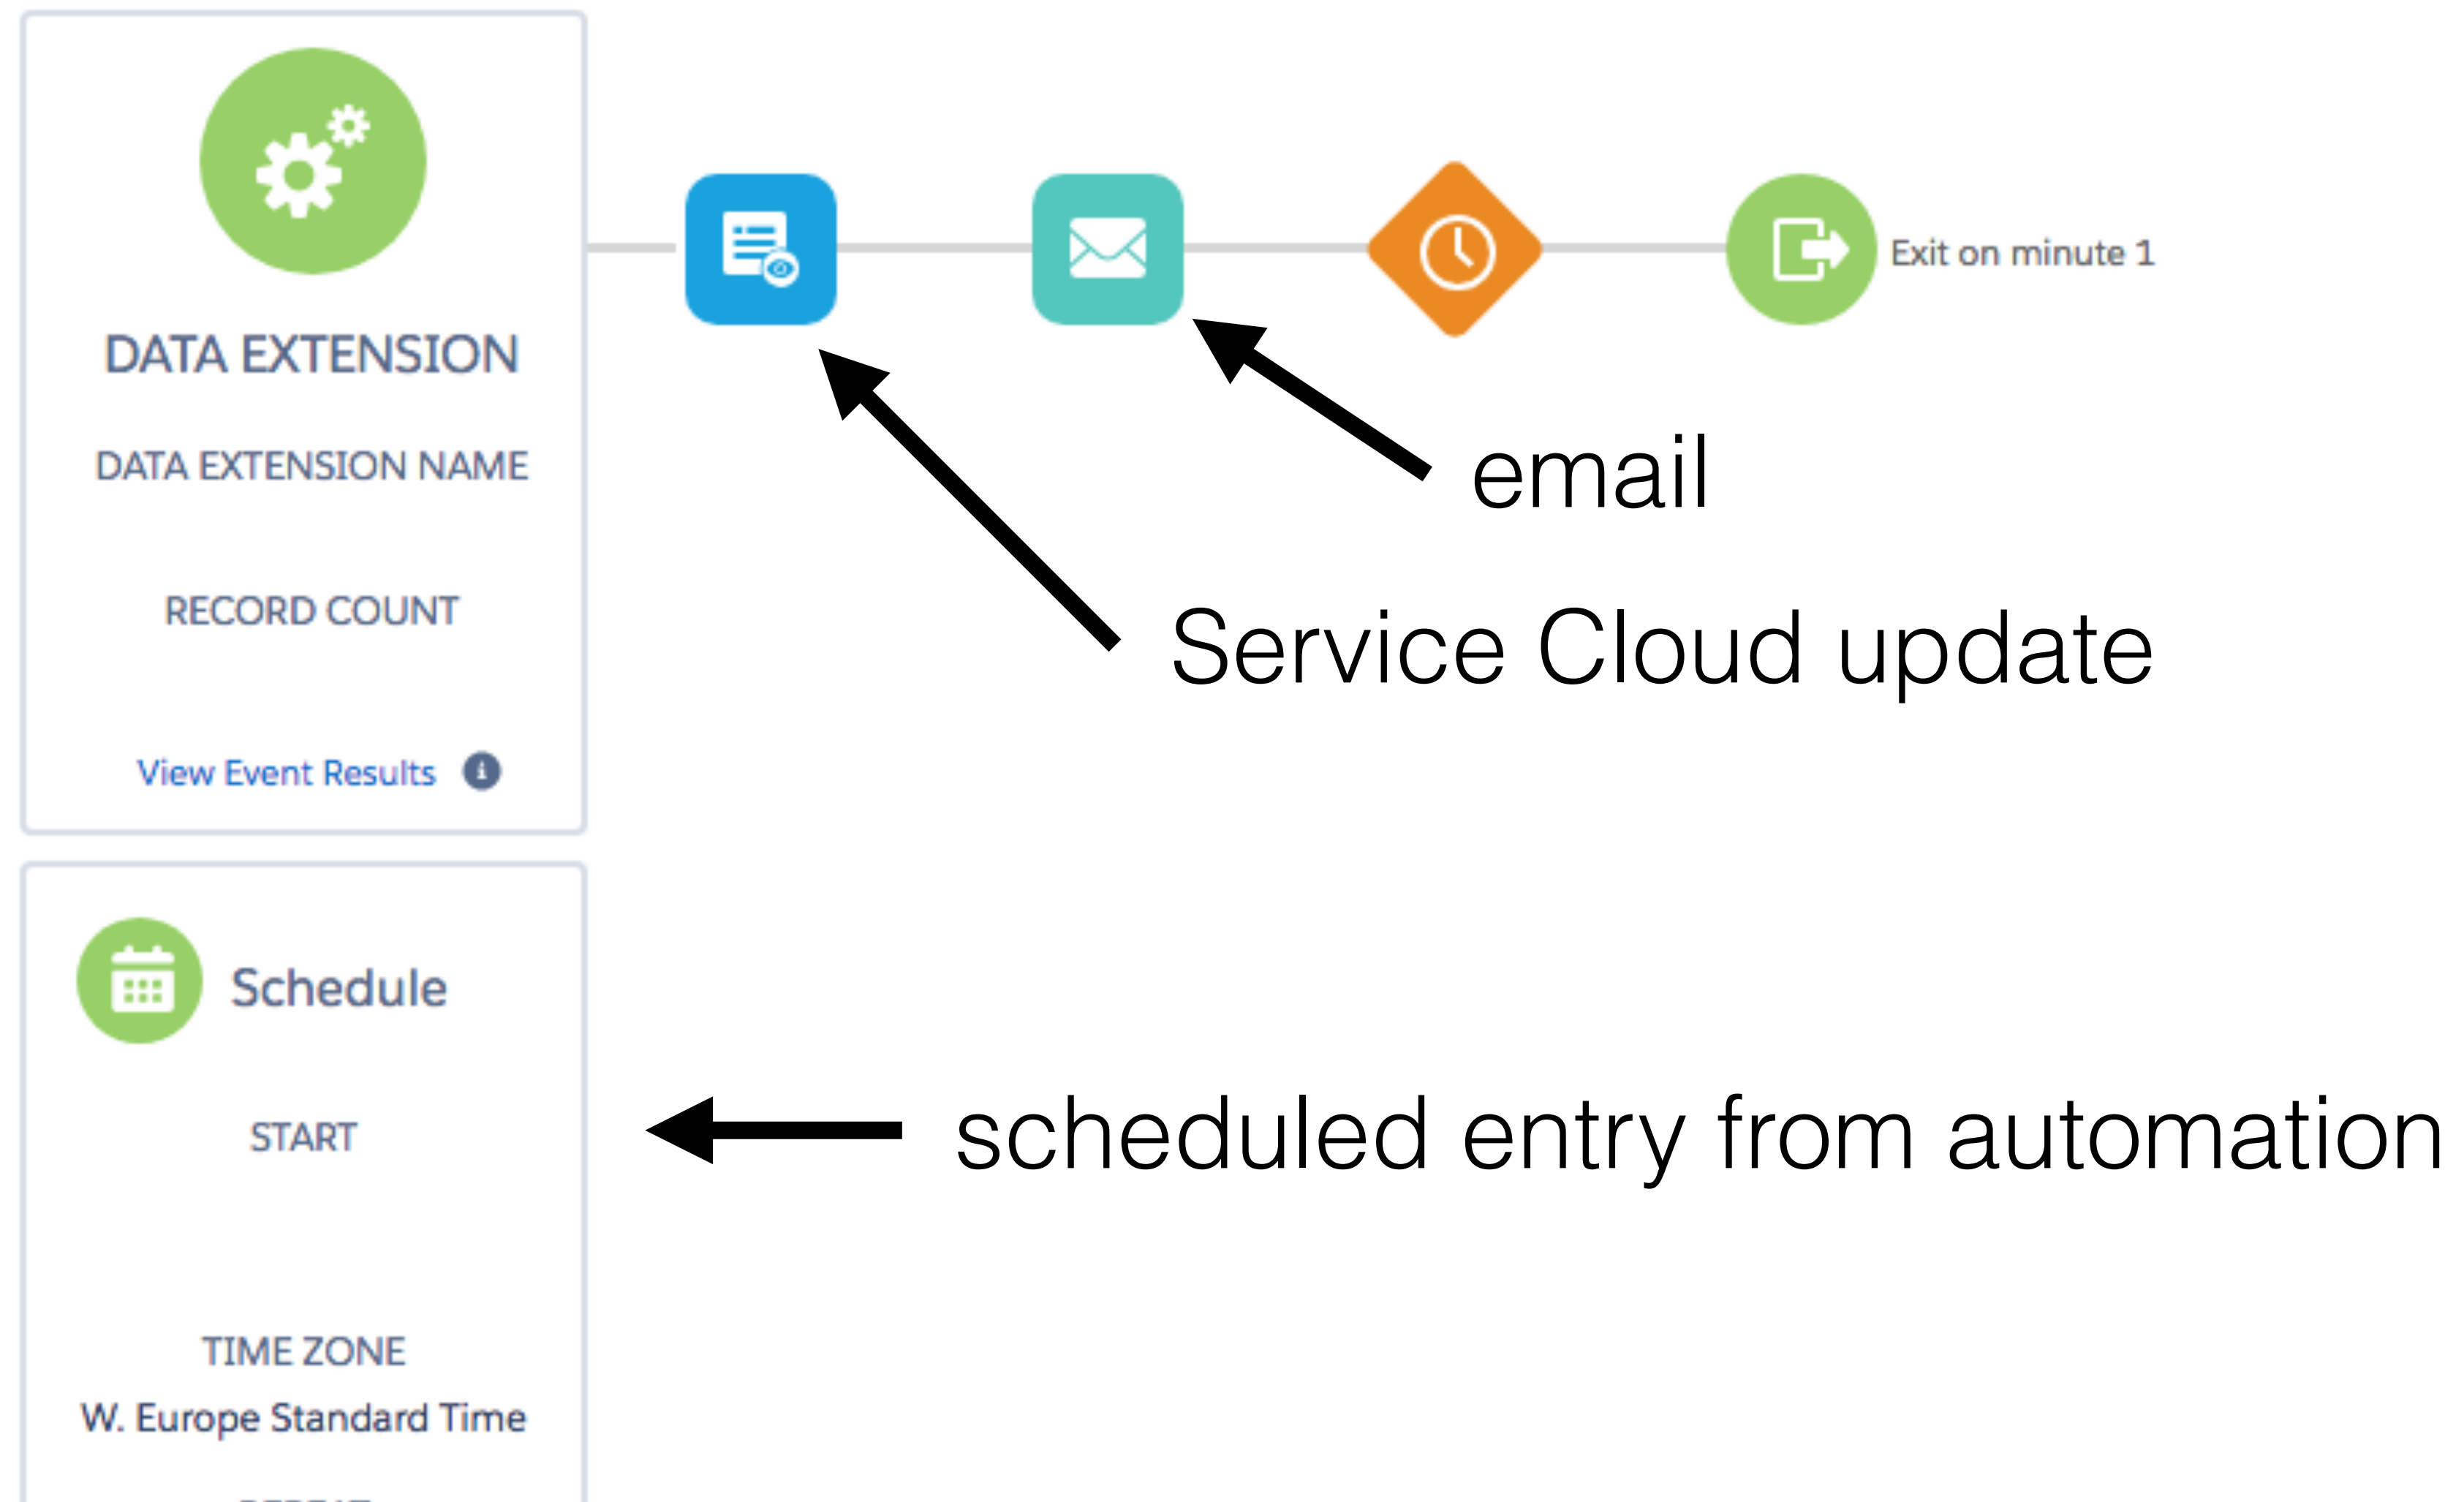 DATA EXTENSION
DATA EXTENSION NAME
RECORD COUNT
View Event Results
Exit on minute 1
email
Service Cloud update
Schedule
START
scheduled entry from automation
TIME ZONE
W. Europe Standard Time